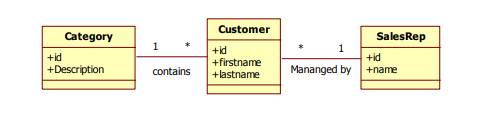 Category
+id
+Description
1 *
contains
Customer
+id
+firstname
+lastname
* 1
Mananged by
SalesRep
+id
+name